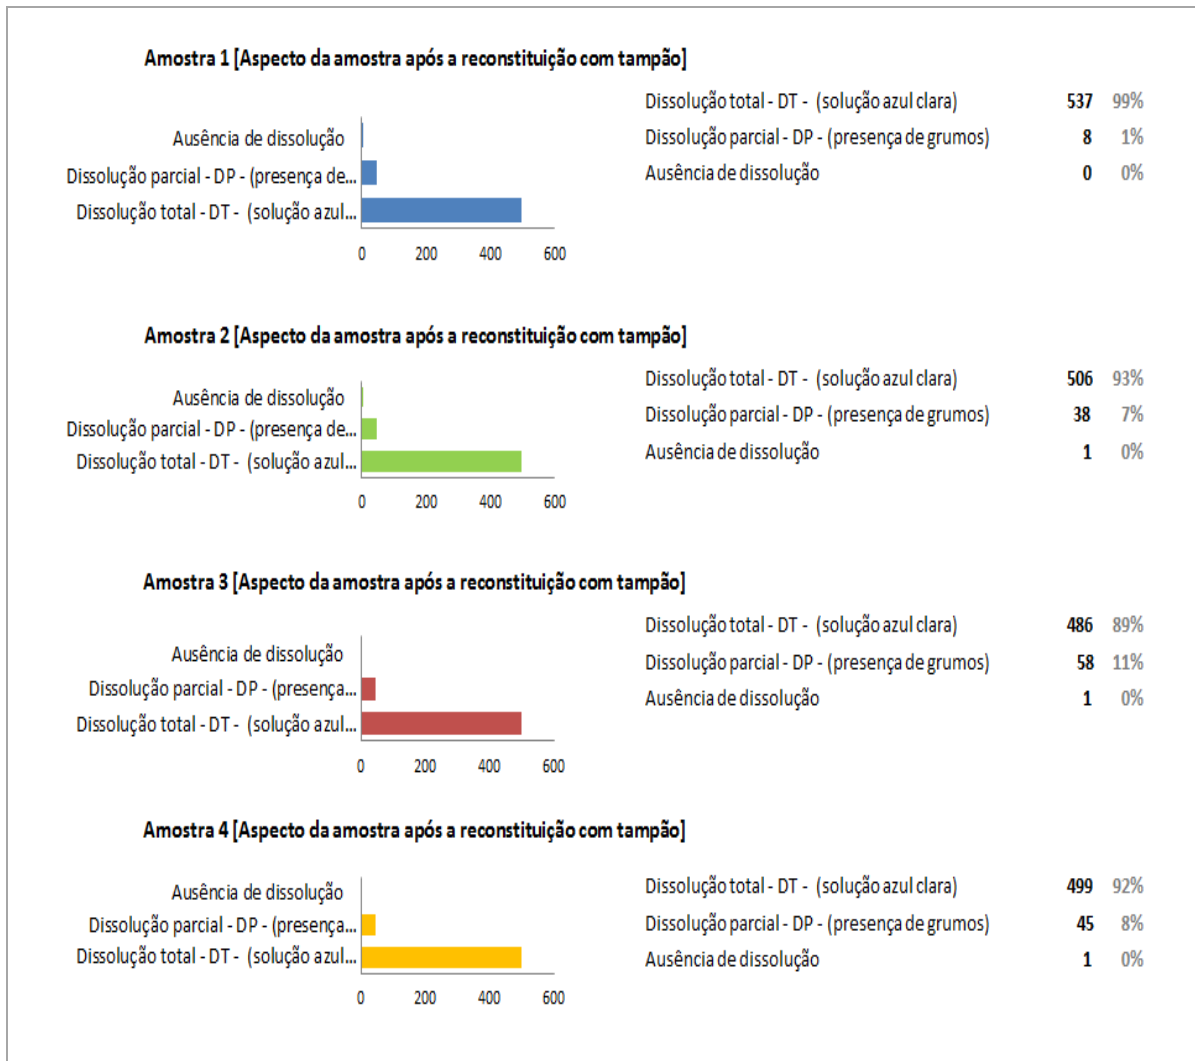 Amostra 1 [Aspecto da amostra após a reconstituição com tampão]
Ausência de dissolução
Dissolução parcial - DP - (presença de...
Dissolução total - DT -  (solução azul...
0 200 400 600
Dissolução total - DT -  (solução azul clara) 537 99%
Dissolução parcial - DP - (presença de grumos) 8 1%
Ausência de dissolução 0 0%
Amostra 2 [Aspecto da amostra após a reconstituição com tampão]
Ausência de dissolução
Dissolução parcial - DP - (presença de...
Dissolução total - DT -  (solução azul...
0 200 400 600
Dissolução total - DT -  (solução azul clara) 506 93%
Dissolução parcial - DP - (presença de grumos) 38 7%
Ausência de dissolução 1 0%
Amostra 3 [Aspecto da amostra após a reconstituição com tampão]
Ausência de dissolução
Dissolução parcial - DP - (presença...
Dissolução total - DT -  (solução azul...
0 200 400 600
Dissolução total - DT -  (solução azul clara) 486 89%
Dissolução parcial - DP - (presença de grumos) 58 11%
Ausência de dissolução 1 0%
Amostra 4 [Aspecto da amostra após a reconstituição com tampão]
Ausência de dissolução
Dissolução parcial - DP - (presença...
Dissolução total - DT -  (solução azul...
0 200 400 600
Dissolução total - DT -  (solução azul clara) 499 92%
Dissolução parcial - DP - (presença de grumos) 45 8%
Ausência de dissolução 1 0%